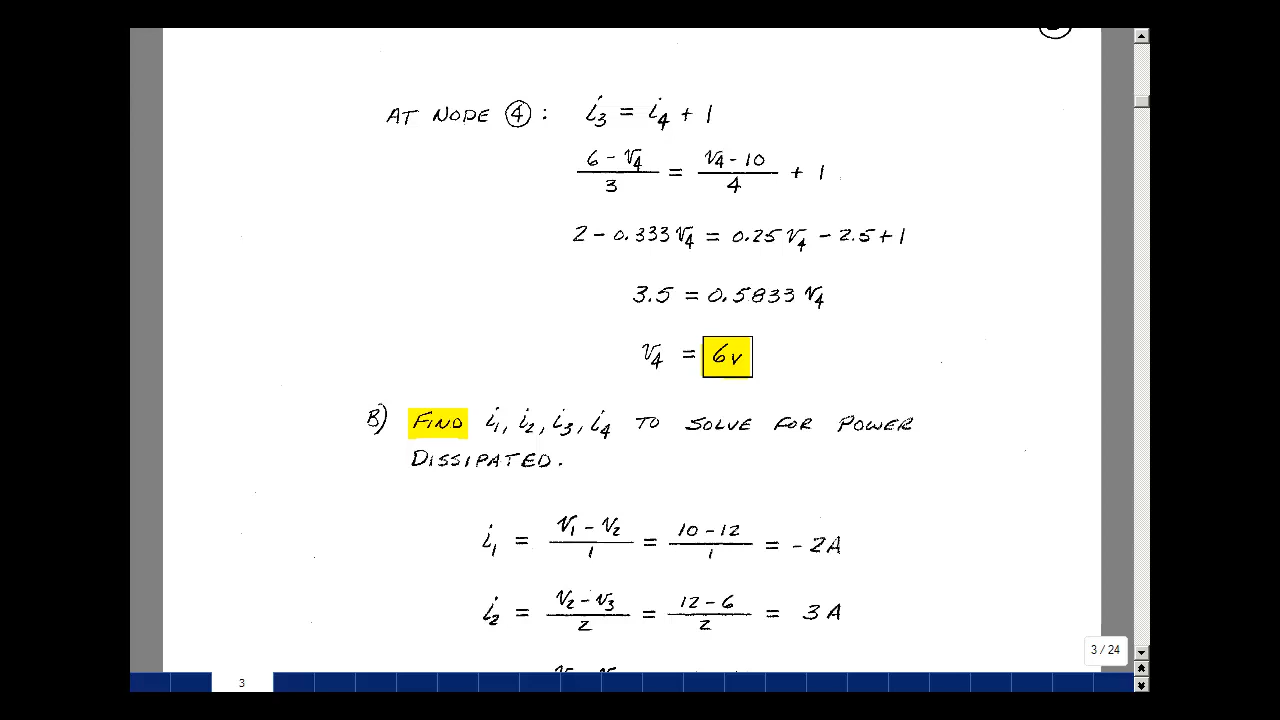 AT NODE ④ : i₃ = i₄ + 1
(6 - v₄)/3 = (v₄ - 10)/4 + 1
2 - 0.333 v₄ = 0.25 v₄ - 2.5 + 1
3.5 = 0.5833 v₄
v₄ = 6v
B) FIND i₁, i₂, i₃, i₄ TO SOLVE FOR POWER
DISSIPATED.
i₁ = (v₁ - v₂)/1 = (10 - 12)/1 = -2A
i₂ = (v₂ - v₃)/2 = (12 - 6)/2 = 3A
3 / 24
3